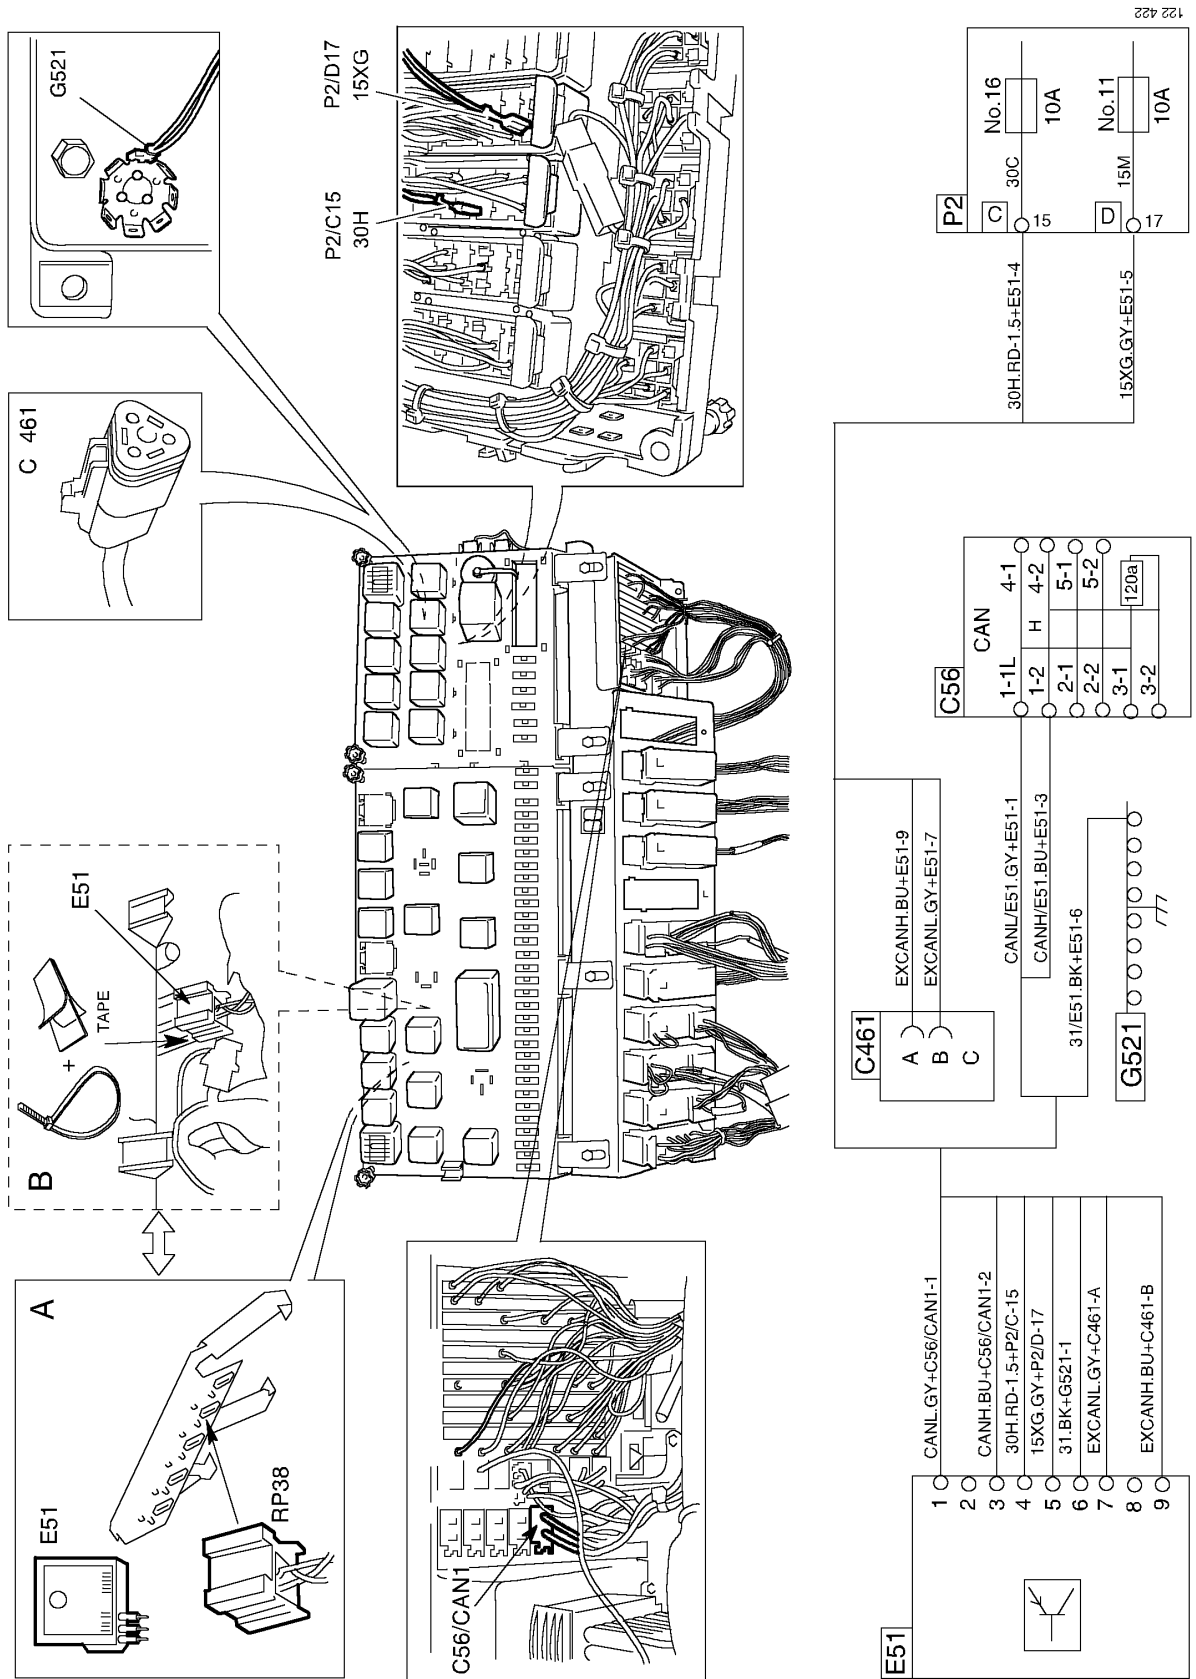 A
E51
RP38
B
+
TAPE
E51
C 461
G521
C56/CAN1
P2/C15
30H
P2/D17
15XG
E51
1
2
3
4
5
6
7
8
9
CANL.GY+C56/CAN1-1
CANH.BU+C56/CAN1-2
30H.RD-1.5+P2/C-15
15XG.GY+P2/D-17
31.BK+G521-1
EXCANL.GY+C461-A
EXCANH.BU+C461-B
C461
A
B
C
EXCANH.BU+E51-9
EXCANL.GY+E51-7
CANL/E51.GY+E51-1
CANH/E51.BU+E51-3
31/E51.BK+E51-6
G521
C56
CAN
1-1L 4-1
1-2 H 4-2
2-1 5-1
2-2 5-2
3-1 120a
3-2
30H.RD-1.5+E51-4
15XG.GY+E51-5
P2
C
15
30C
No.16
10A
D
17
15M
No.11
10A
122 422